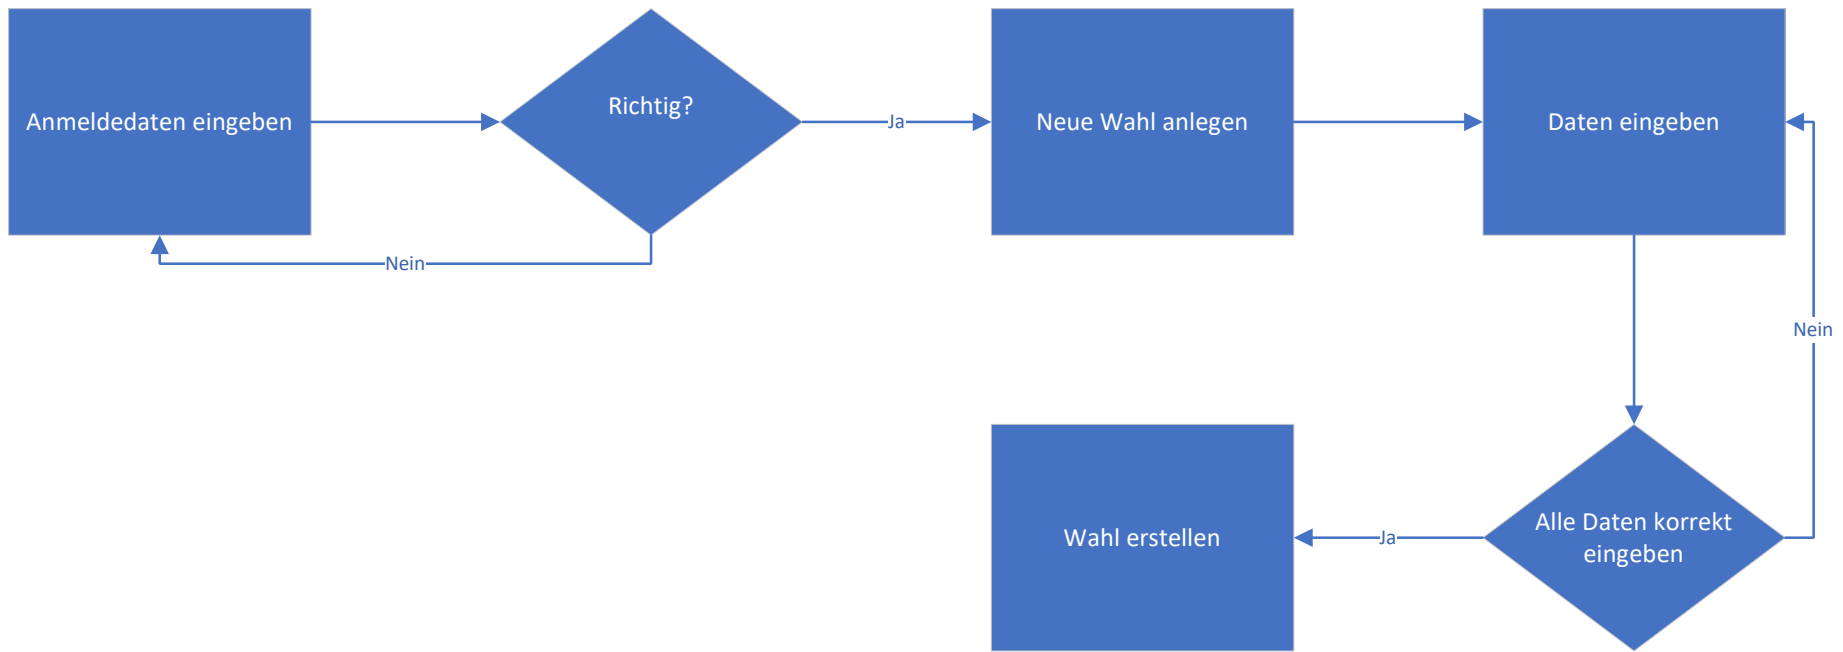 Anmeldedaten eingeben
Richtig?
Ja
Neue Wahl anlegen
Daten eingeben
Nein
Nein
Wahl erstellen
Ja
Alle Daten korrekt
eingeben